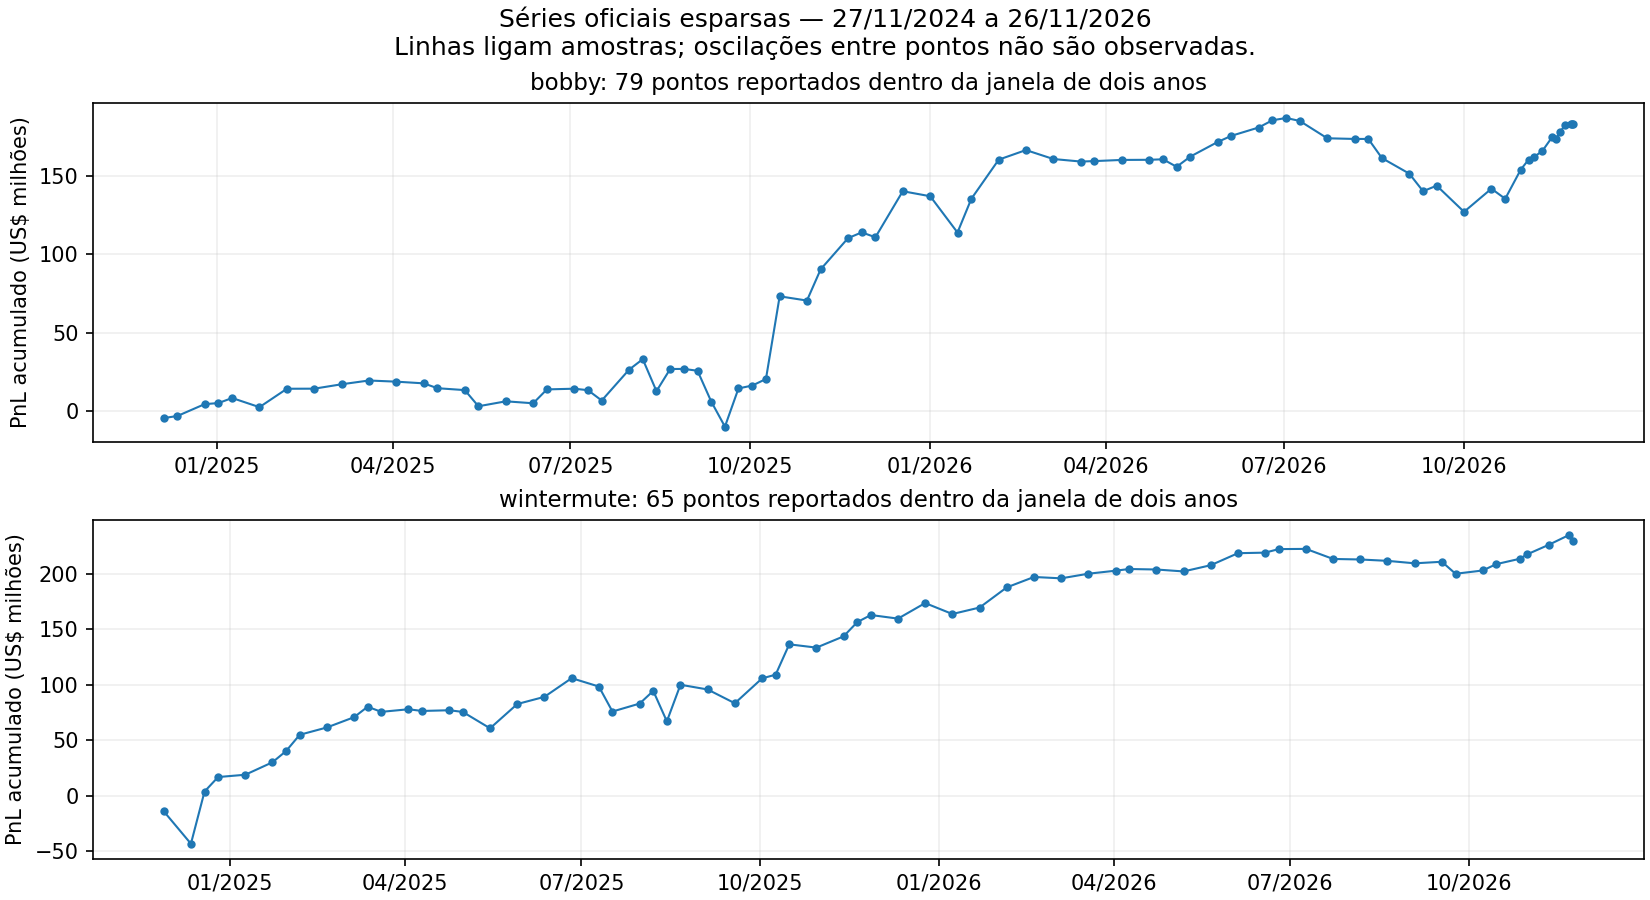 Séries oficiais esparsas — 27/11/2024 a 26/11/2026
Linhas ligam amostras; oscilações entre pontos não são observadas.
bobby: 79 pontos reportados dentro da janela de dois anos
PnL acumulado (US$ milhões)
150
100
50
0
01/2025 04/2025 07/2025 10/2025 01/2026 04/2026 07/2026 10/2026
wintermute: 65 pontos reportados dentro da janela de dois anos
PnL acumulado (US$ milhões)
200
150
100
50
0
−50
01/2025 04/2025 07/2025 10/2025 01/2026 04/2026 07/2026 10/2026